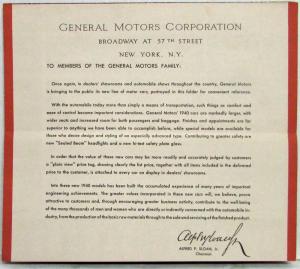 GENERAL MOTORS CORPORATION
BROADWAY AT 57TH STREET
NEW YORK, N.Y.
TO MEMBERS OF THE GENERAL MOTORS FAMILY:
Once again, to dealers' showrooms and automobile shows throughout the country, General Motors
is bringing to the public its new line of motor cars, portrayed in this folder for convenient reference.
With the automobile today more than simply a means of transportation, such things as comfort and
ease of control become important considerations. General Motors' 1940 cars are markedly larger, with
wider seats and increased room for both passengers and baggage. Finishes and appointments are far
superior to anything we have been able to accomplish before, while special models are available for
those who desire design and styling of an especially advanced type. Contributing to greater safety are
new "Sealed Beam" headlights and a new hi-test safety plate glass.
In order that the value of these new cars may be more readily and accurately judged by customers
a "plain view" price tag, showing clearly the list price, together with all items included in the delivered
price to the customer, is attached to every car on display in dealers' showrooms.
Into these new 1940 models has been built the accumulated experience of many years of important
engineering achievements. The greater values incorporated in these new cars will, we believe, prove
attractive to customers and, through encouraging greater business activity, contribute to the well-being
of the many thousands of men and women who are directly or indirectly concerned with the automobile in-
dustry, from the production of the basic raw materials through to the sale and servicing of the finished product.
ALFRED P. SLOAN, Jr.
Chairman